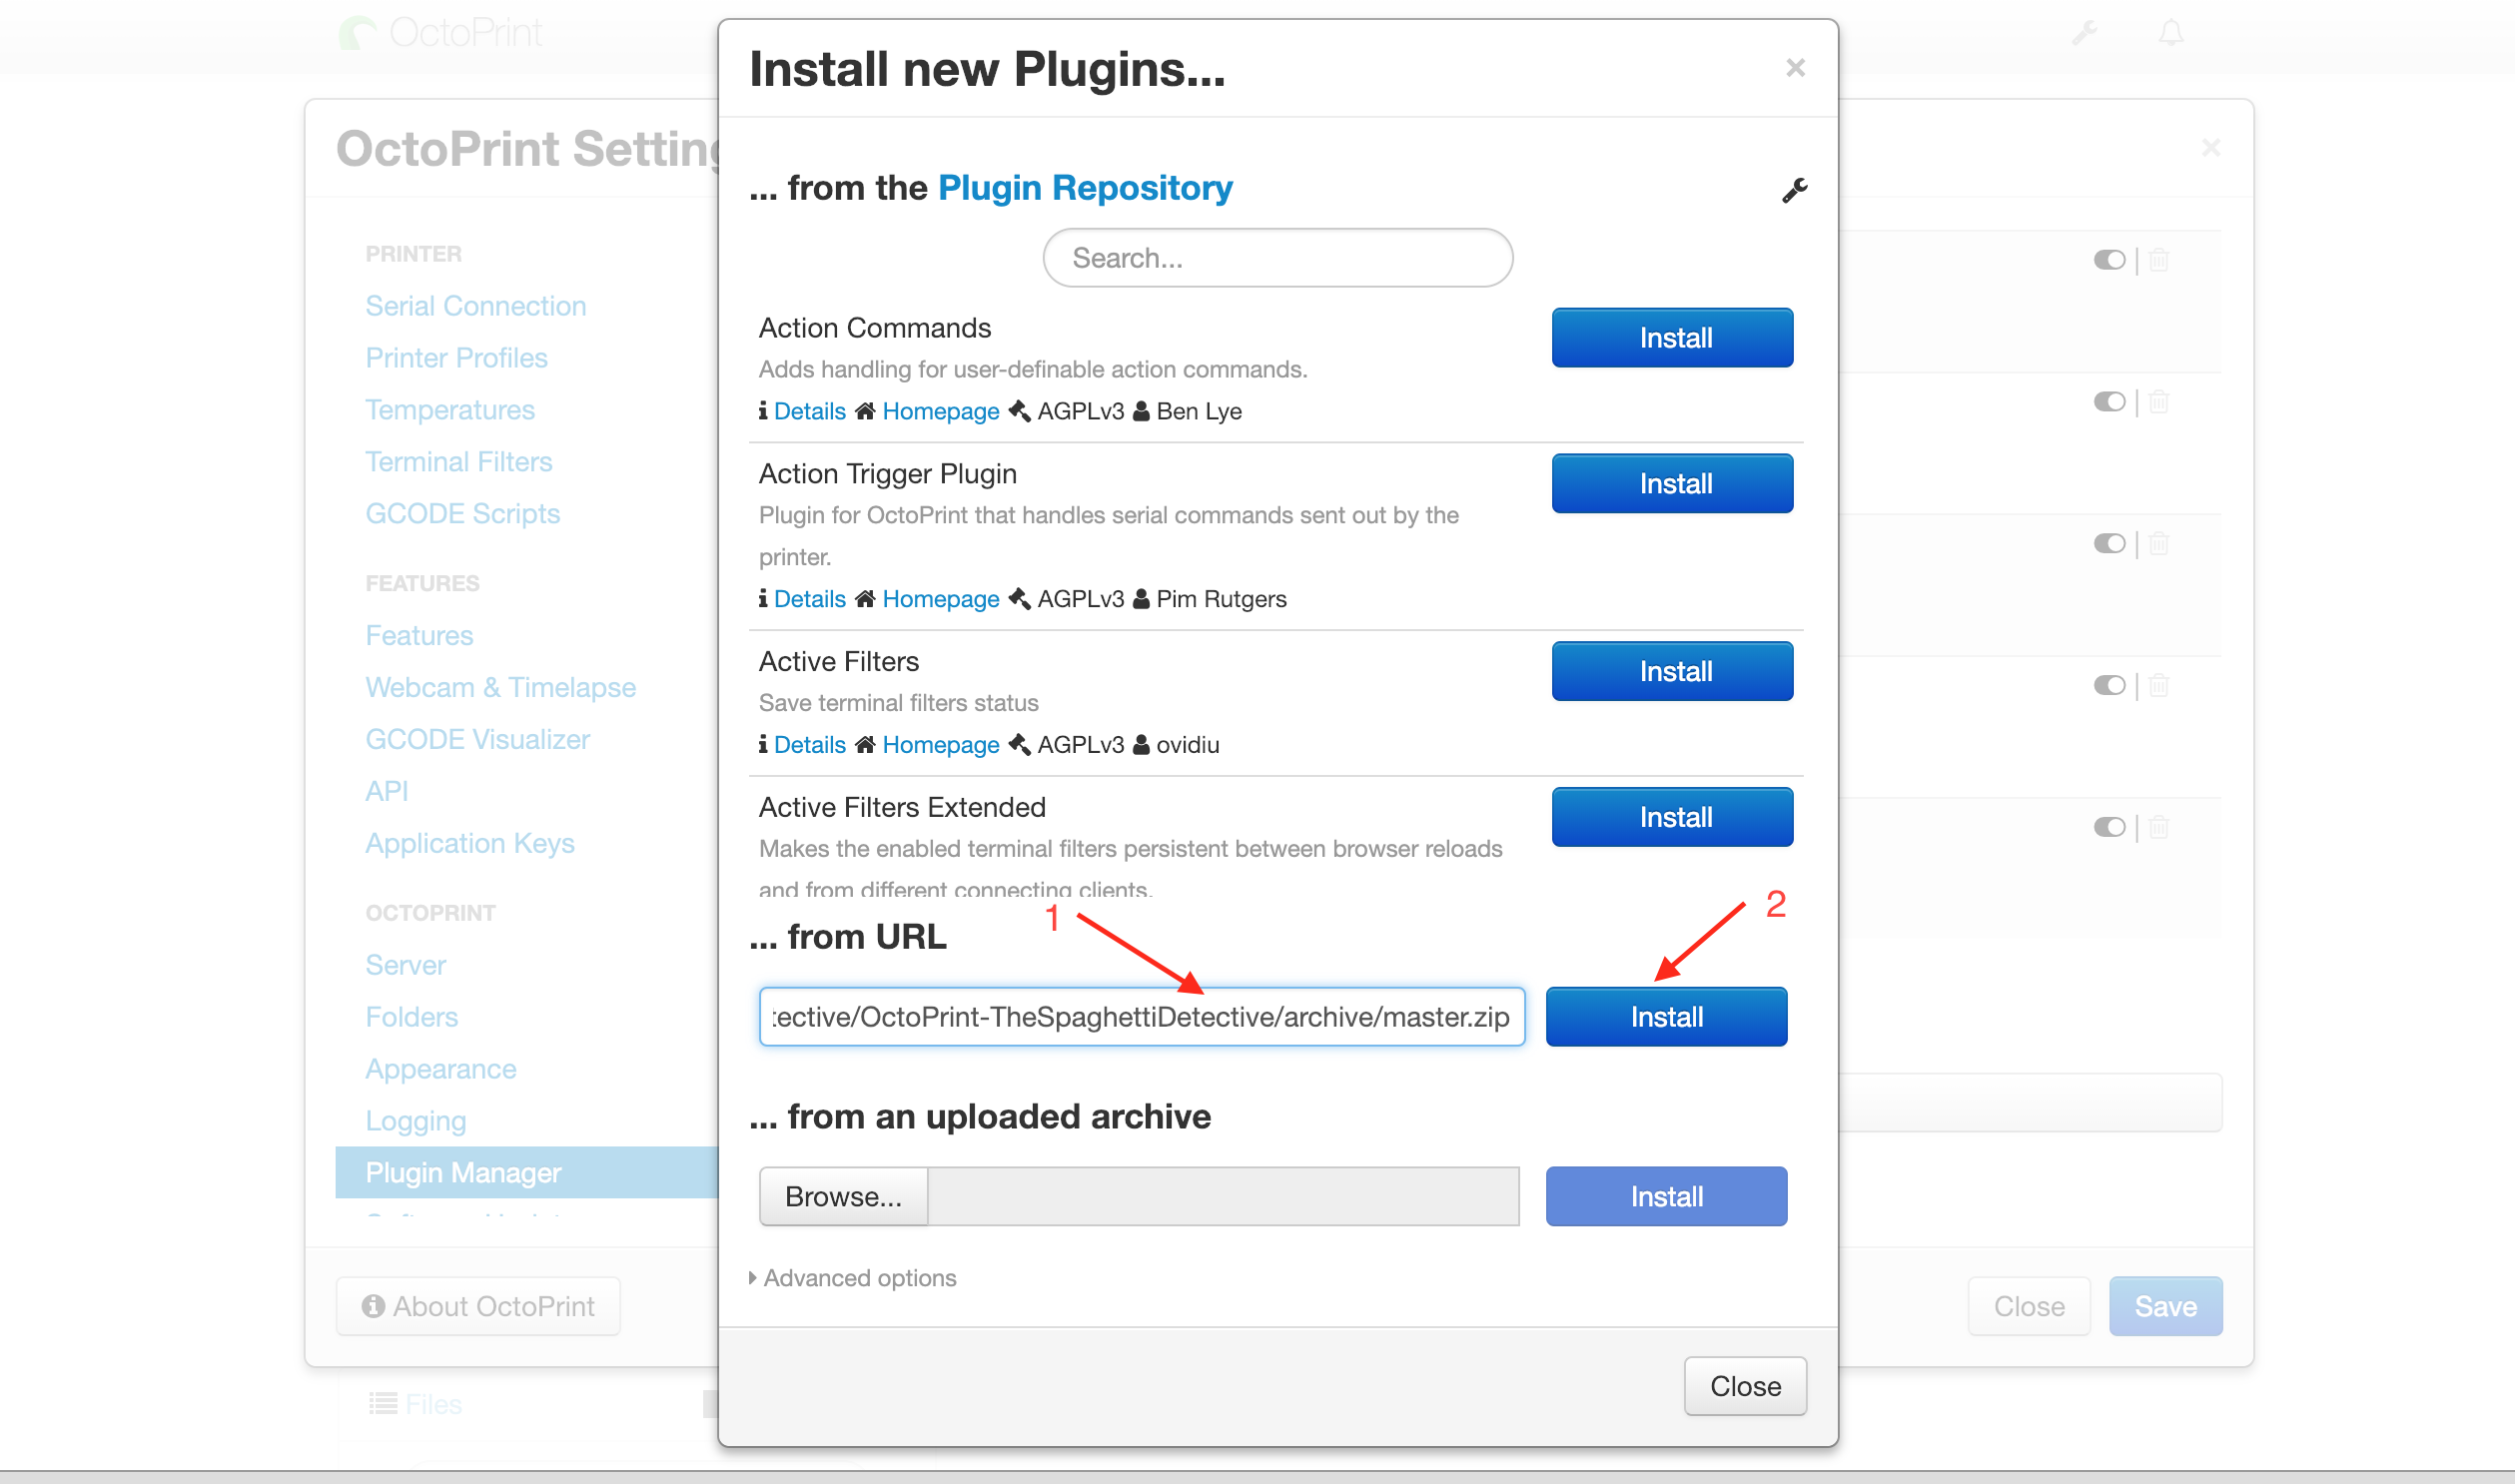 OctoPrint
Install new Plugins...
×
OctoPrint Setting
×
... from the Plugin Repository
Search...
PRINTER
Serial Connection
Printer Profiles
Temperatures
Terminal Filters
GCODE Scripts
FEATURES
Features
Webcam & Timelapse
GCODE Visualizer
API
Application Keys
OCTOPRINT
Server
Folders
Appearance
Logging
Plugin Manager
About OctoPrint
Files
Action Commands
Install
Adds handling for user-definable action commands.
Details Homepage AGPLv3 Ben Lye
Action Trigger Plugin
Install
Plugin for OctoPrint that handles serial commands sent out by the
printer.
Details Homepage AGPLv3 Pim Rutgers
Active Filters
Install
Save terminal filters status
Details Homepage AGPLv3 ovidiu
Active Filters Extended
Install
Makes the enabled terminal filters persistent between browser reloads
and from different connecting clients.
1
2
... from URL
tective/OctoPrint-TheSpaghettiDetective/archive/master.zip
Install
... from an uploaded archive
Browse...
Install
Advanced options
Close
Close
Save